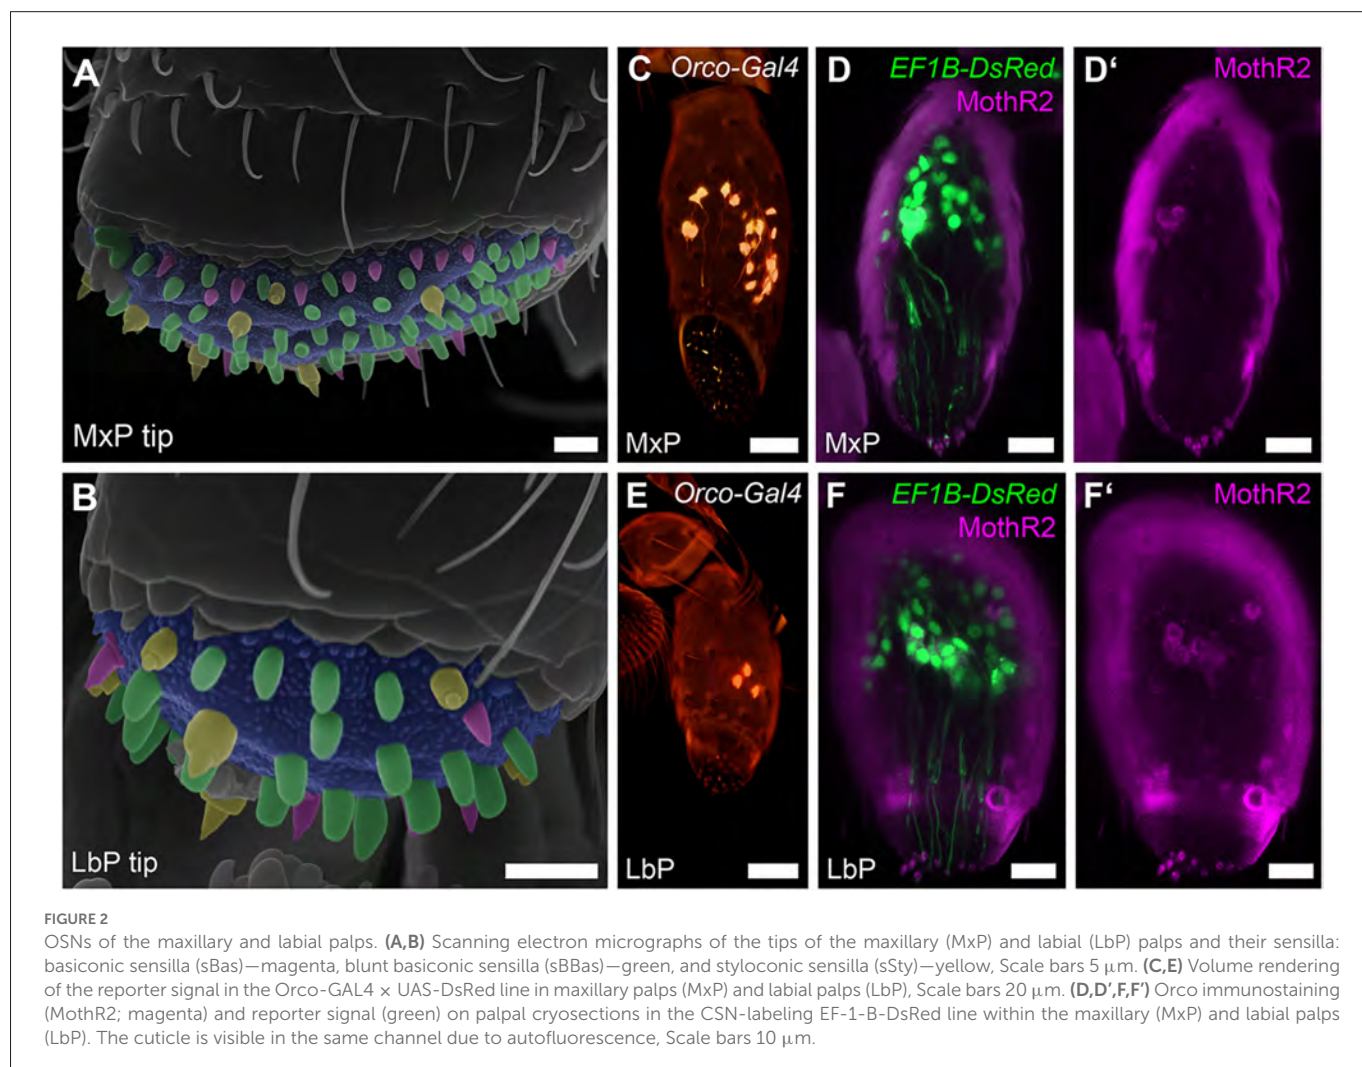 A
MxP tip
C
Orco-Gal4
MxP
D
EF1B-DsRed
MothR2
MxP
D‘
MothR2
B
LbP tip
E
Orco-Gal4
LbP
F
EF1B-DsRed
MothR2
LbP
F‘
MothR2
FIGURE 2
OSNs of the maxillary and labial palps. (A,B) Scanning electron micrographs of the tips of the maxillary (MxP) and labial (LbP) palps and their sensilla:
basiconic sensilla (sBas)—magenta, blunt basiconic sensilla (sBBas)—green, and styloconic sensilla (sSty)—yellow, Scale bars 5 μm. (C,E) Volume rendering
of the reporter signal in the Orco-GAL4 × UAS-DsRed line in maxillary palps (MxP) and labial palps (LbP), Scale bars 20 μm. (D,D’,F,F’) Orco immunostaining
(MothR2; magenta) and reporter signal (green) on palpal cryosections in the CSN-labeling EF-1-B-DsRed line within the maxillary (MxP) and labial palps
(LbP). The cuticle is visible in the same channel due to autofluorescence, Scale bars 10 μm.